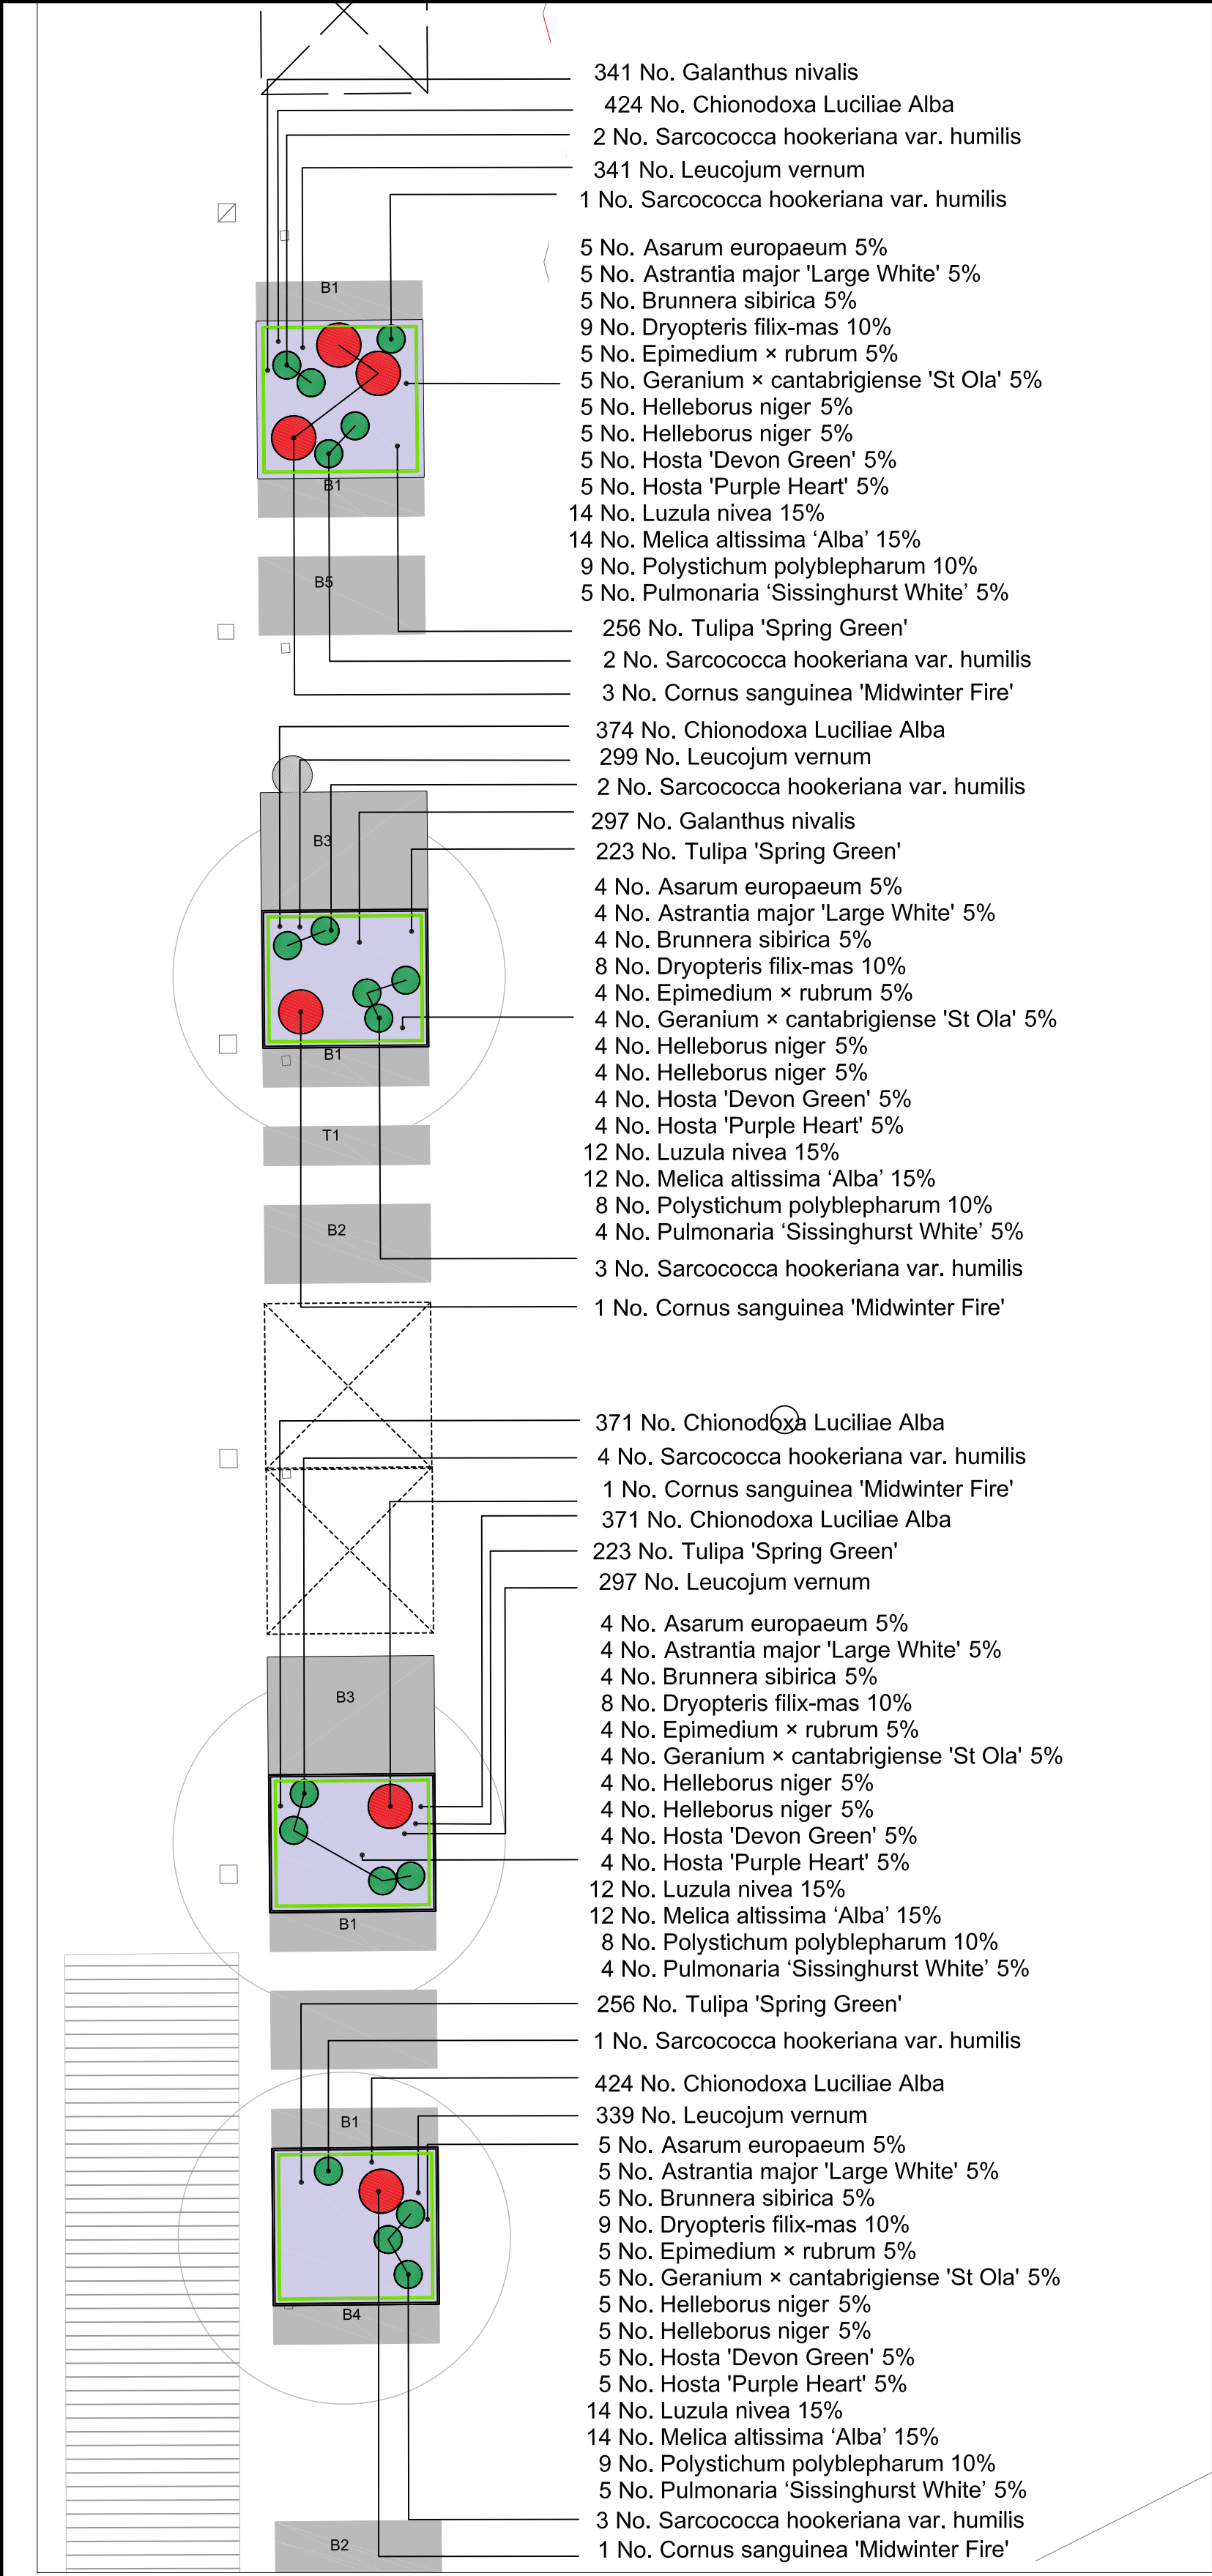 341 No. Galanthus nivalis
424 No. Chionodoxa Luciliae Alba
2 No. Sarcococca hookeriana var. humilis
341 No. Leucojum vernum
1 No. Sarcococca hookeriana var. humilis
5 No. Asarum europaeum 5%
5 No. Astrantia major 'Large White' 5%
5 No. Brunnera sibirica 5%
9 No. Dryopteris filix-mas 10%
5 No. Epimedium × rubrum 5%
5 No. Geranium × cantabrigiense 'St Ola' 5%
5 No. Helleborus niger 5%
5 No. Helleborus niger 5%
5 No. Hosta 'Devon Green' 5%
5 No. Hosta 'Purple Heart' 5%
14 No. Luzula nivea 15%
14 No. Melica altissima ‘Alba’ 15%
9 No. Polystichum polyblepharum 10%
5 No. Pulmonaria ‘Sissinghurst White’ 5%
256 No. Tulipa 'Spring Green'
2 No. Sarcococca hookeriana var. humilis
3 No. Cornus sanguinea 'Midwinter Fire'
B1
B1
B5
374 No. Chionodoxa Luciliae Alba
299 No. Leucojum vernum
2 No. Sarcococca hookeriana var. humilis
297 No. Galanthus nivalis
223 No. Tulipa 'Spring Green'
4 No. Asarum europaeum 5%
4 No. Astrantia major 'Large White' 5%
4 No. Brunnera sibirica 5%
8 No. Dryopteris filix-mas 10%
4 No. Epimedium × rubrum 5%
4 No. Geranium × cantabrigiense 'St Ola' 5%
4 No. Helleborus niger 5%
4 No. Helleborus niger 5%
4 No. Hosta 'Devon Green' 5%
4 No. Hosta 'Purple Heart' 5%
12 No. Luzula nivea 15%
12 No. Melica altissima ‘Alba’ 15%
8 No. Polystichum polyblepharum 10%
4 No. Pulmonaria ‘Sissinghurst White’ 5%
3 No. Sarcococca hookeriana var. humilis
1 No. Cornus sanguinea 'Midwinter Fire'
B3
B1
T1
B2
371 No. Chionodoxa Luciliae Alba
4 No. Sarcococca hookeriana var. humilis
1 No. Cornus sanguinea 'Midwinter Fire'
371 No. Chionodoxa Luciliae Alba
223 No. Tulipa 'Spring Green'
297 No. Leucojum vernum
4 No. Asarum europaeum 5%
4 No. Astrantia major 'Large White' 5%
4 No. Brunnera sibirica 5%
8 No. Dryopteris filix-mas 10%
4 No. Epimedium × rubrum 5%
4 No. Geranium × cantabrigiense 'St Ola' 5%
4 No. Helleborus niger 5%
4 No. Helleborus niger 5%
4 No. Hosta 'Devon Green' 5%
4 No. Hosta 'Purple Heart' 5%
12 No. Luzula nivea 15%
12 No. Melica altissima ‘Alba’ 15%
8 No. Polystichum polyblepharum 10%
4 No. Pulmonaria ‘Sissinghurst White’ 5%
B3
B1
256 No. Tulipa 'Spring Green'
1 No. Sarcococca hookeriana var. humilis
424 No. Chionodoxa Luciliae Alba
339 No. Leucojum vernum
5 No. Asarum europaeum 5%
5 No. Astrantia major 'Large White' 5%
5 No. Brunnera sibirica 5%
9 No. Dryopteris filix-mas 10%
5 No. Epimedium × rubrum 5%
5 No. Geranium × cantabrigiense 'St Ola' 5%
5 No. Helleborus niger 5%
5 No. Helleborus niger 5%
5 No. Hosta 'Devon Green' 5%
5 No. Hosta 'Purple Heart' 5%
14 No. Luzula nivea 15%
14 No. Melica altissima ‘Alba’ 15%
9 No. Polystichum polyblepharum 10%
5 No. Pulmonaria ‘Sissinghurst White’ 5%
3 No. Sarcococca hookeriana var. humilis
1 No. Cornus sanguinea 'Midwinter Fire'
B1
B4
B2